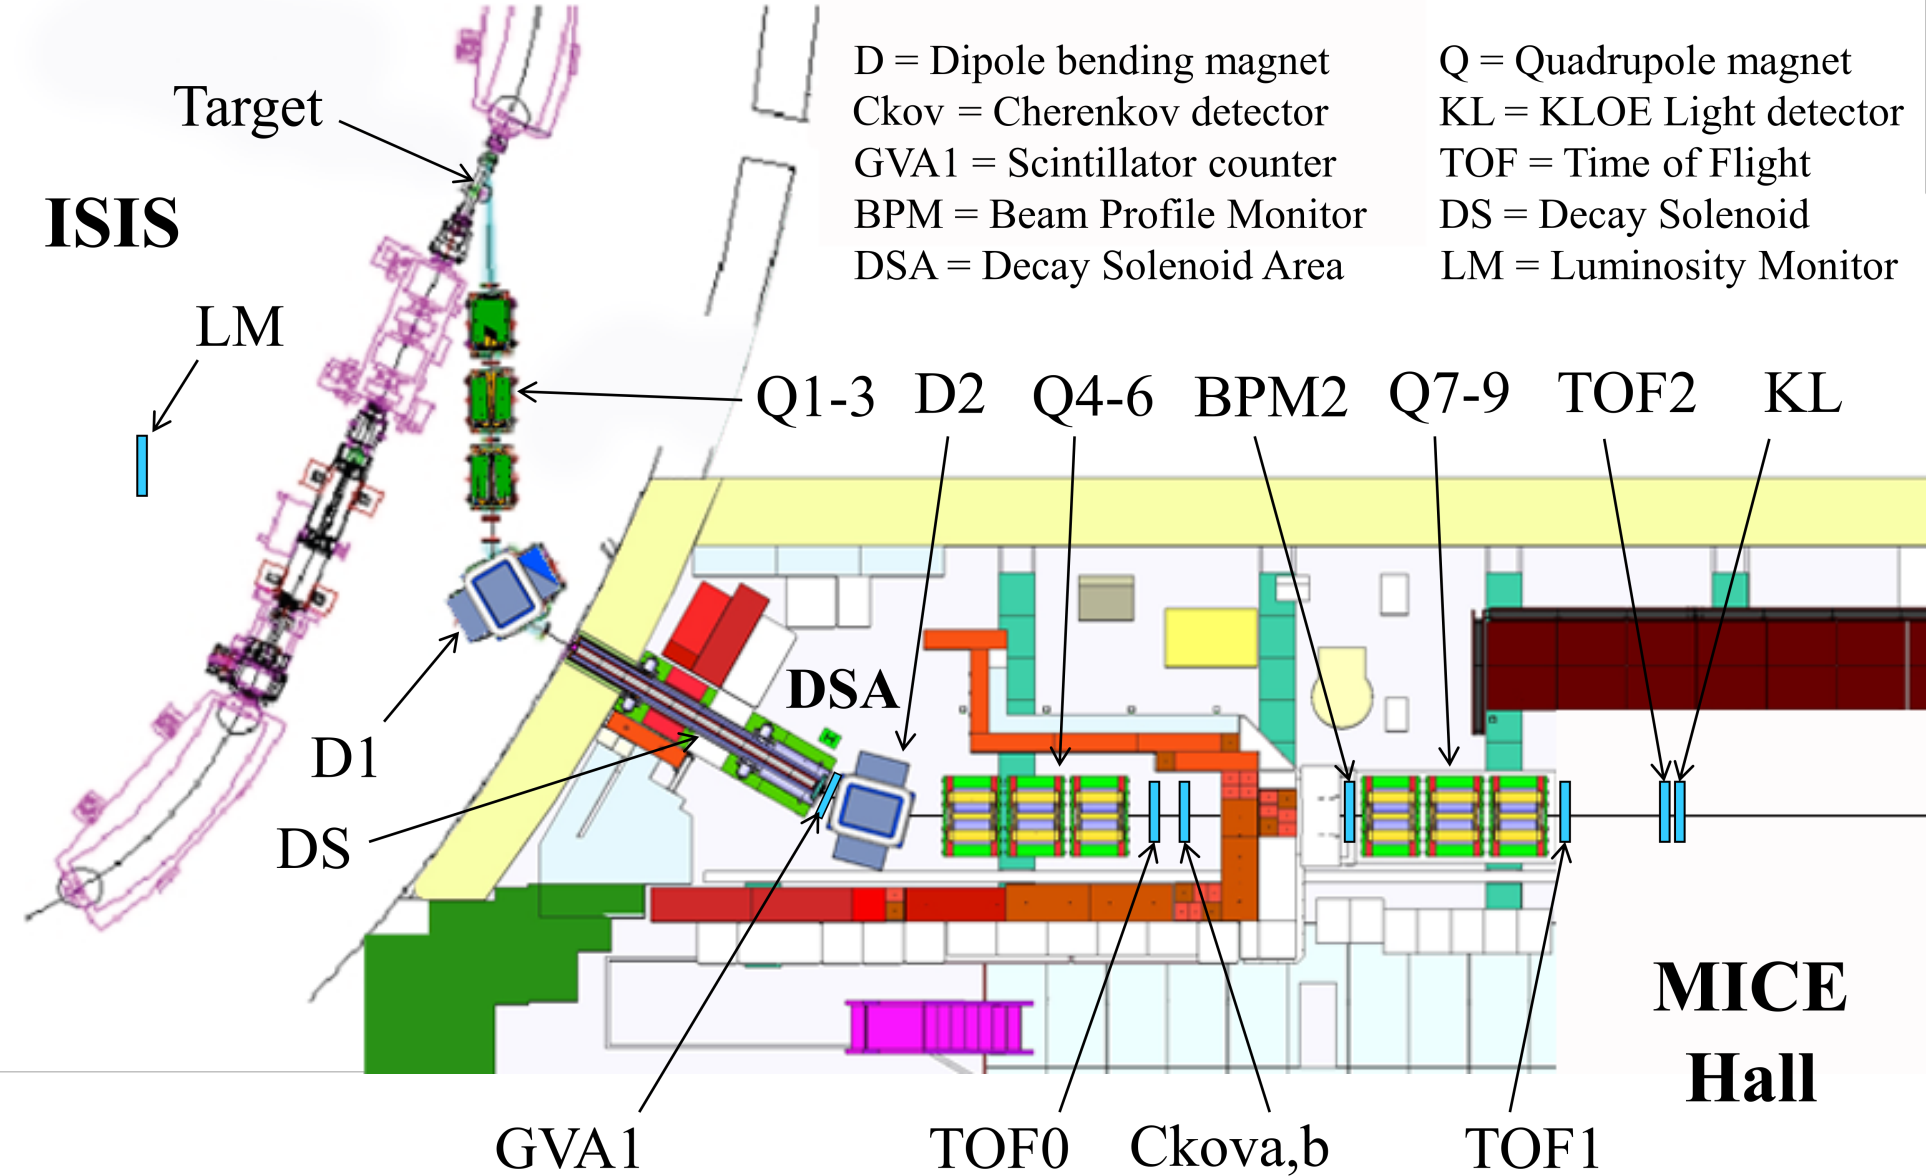 D = Dipole bending magnet
Ckov = Cherenkov detector
GVA1 = Scintillator counter
BPM = Beam Profile Monitor
DSA = Decay Solenoid Area
Q = Quadrupole magnet
KL = KLOE Light detector
TOF = Time of Flight
DS = Decay Solenoid
LM = Luminosity Monitor
Target
ISIS
LM
Q1-3
D2
Q4-6
BPM2
Q7-9
TOF2
KL
DSA
D1
DS
MICE
Hall
GVA1
TOF0
Ckova,b
TOF1